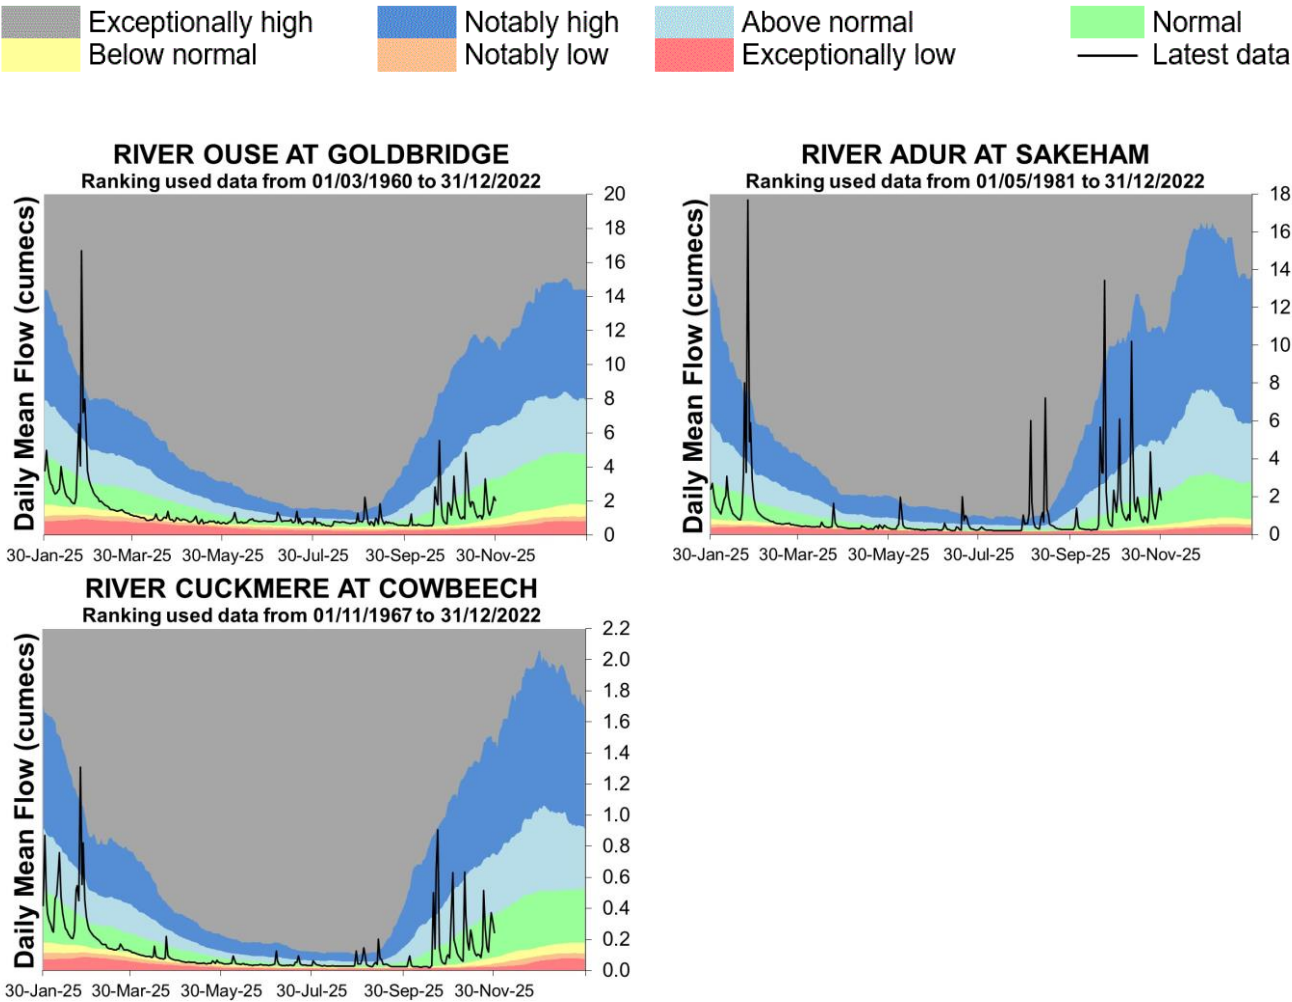 Exceptionally high Notably high Above normal Normal
Below normal Notably low Exceptionally low Latest data
RIVER OUSE AT GOLDBRIDGE
Ranking used data from 01/03/1960 to 31/12/2022
Daily Mean Flow (cumecs)
20
18
16
14
12
10
8
6
4
2
0
30-Jan-25 30-Mar-25 30-May-25 30-Jul-25 30-Sep-25 30-Nov-25
RIVER ADUR AT SAKEHAM
Ranking used data from 01/05/1981 to 31/12/2022
Daily Mean Flow (cumecs)
18
16
14
12
10
8
6
4
2
0
30-Jan-25 30-Mar-25 30-May-25 30-Jul-25 30-Sep-25 30-Nov-25
RIVER CUCKMERE AT COWBEECH
Ranking used data from 01/11/1967 to 31/12/2022
Daily Mean Flow (cumecs)
2.2
2.0
1.8
1.6
1.4
1.2
1.0
0.8
0.6
0.4
0.2
0.0
30-Jan-25 30-Mar-25 30-May-25 30-Jul-25 30-Sep-25 30-Nov-25